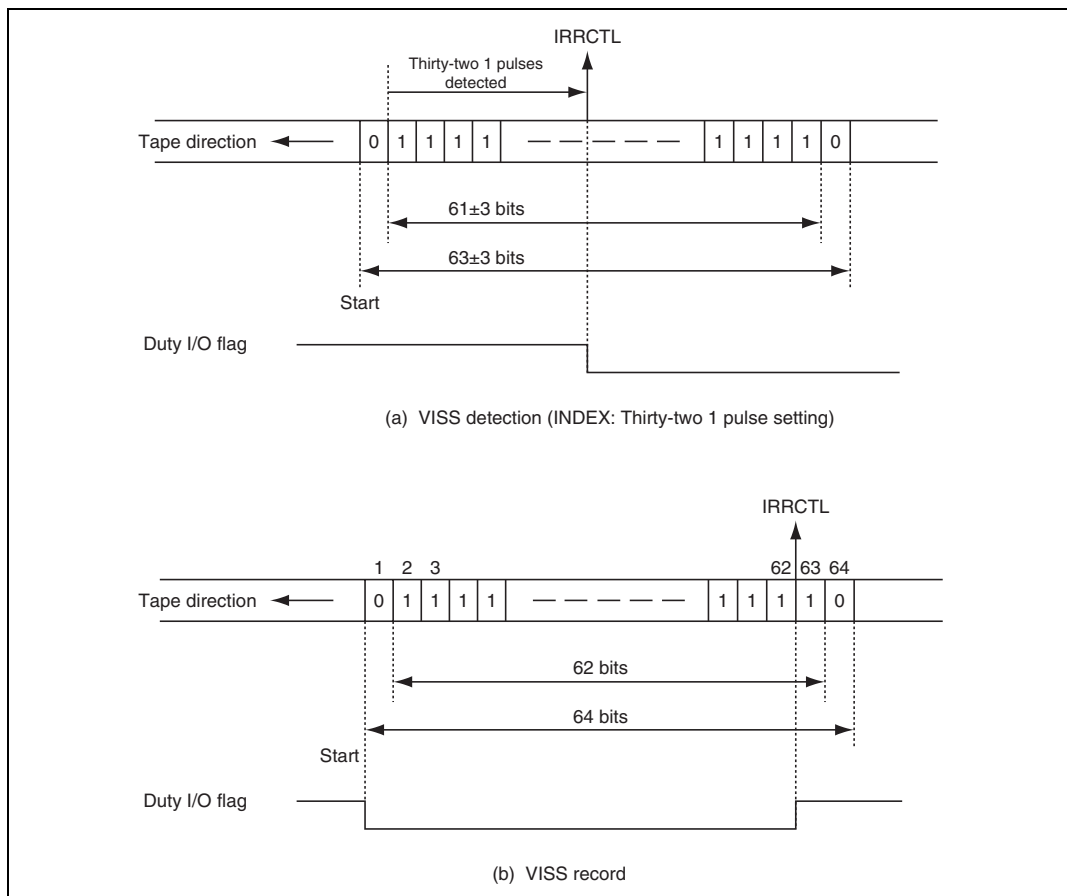 IRRCTL
Thirty-two 1 pulses
detected
Tape direction 0 1 1 1 1 1 1 1 1 0
61±3 bits
63±3 bits
Start
Duty I/O flag
(a) VISS detection (INDEX: Thirty-two 1 pulse setting)
IRRCTL
1 2 3 62 63 64
Tape direction 0 1 1 1 1 1 1 1 1 0
62 bits
64 bits
Start
Duty I/O flag
(b) VISS record